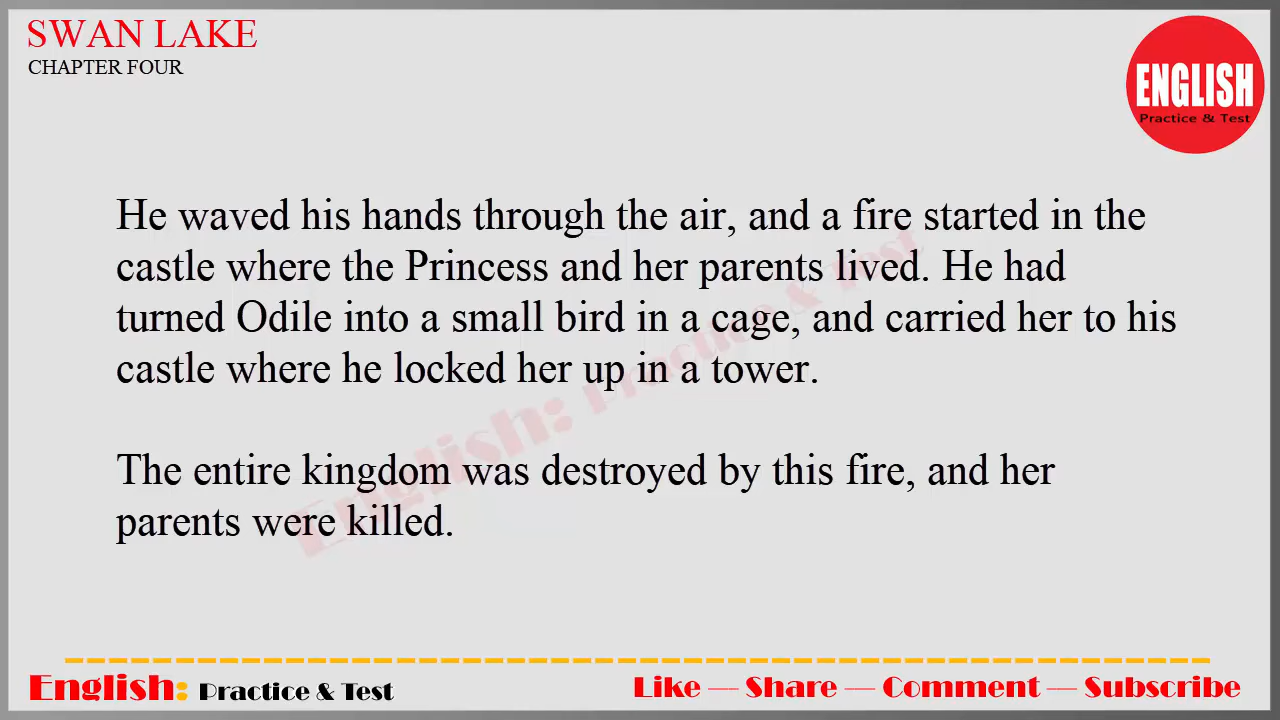 SWAN LAKE
CHAPTER FOUR
ENGLISH
Practice & Test
He waved his hands through the air, and a fire started in the
castle where the Princess and her parents lived. He had
turned Odile into a small bird in a cage, and carried her to his
castle where he locked her up in a tower.
The entire kingdom was destroyed by this fire, and her
parents were killed.
English: Practice & Test
English: Practice & Test
Like — Share — Comment — Subscribe